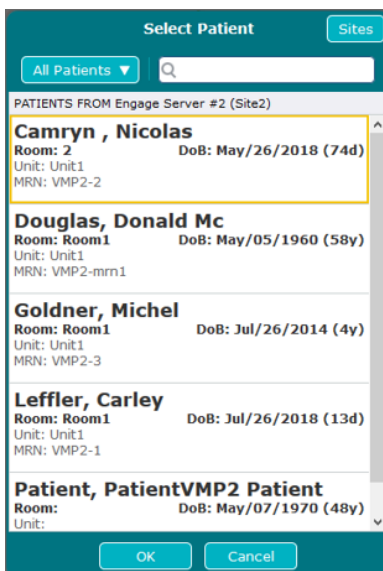 Select Patient Sites
All Patients ▼
PATIENTS FROM Engage Server #2 (Site2)
Camryn , Nicolas
Room: 2 DoB: May/26/2018 (74d)
Unit: Unit1
MRN: VMP2-2
Douglas, Donald Mc
Room: Room1 DoB: May/05/1960 (58y)
Unit: Unit1
MRN: VMP2-mrn1
Goldner, Michel
Room: Room1 DoB: Jul/26/2014 (4y)
Unit: Unit1
MRN: VMP2-3
Leffler, Carley
Room: Room1 DoB: Jul/26/2018 (13d)
Unit: Unit1
MRN: VMP2-1
Patient, PatientVMP2 Patient
Room: DoB: May/07/1970 (48y)
Unit:
OK Cancel